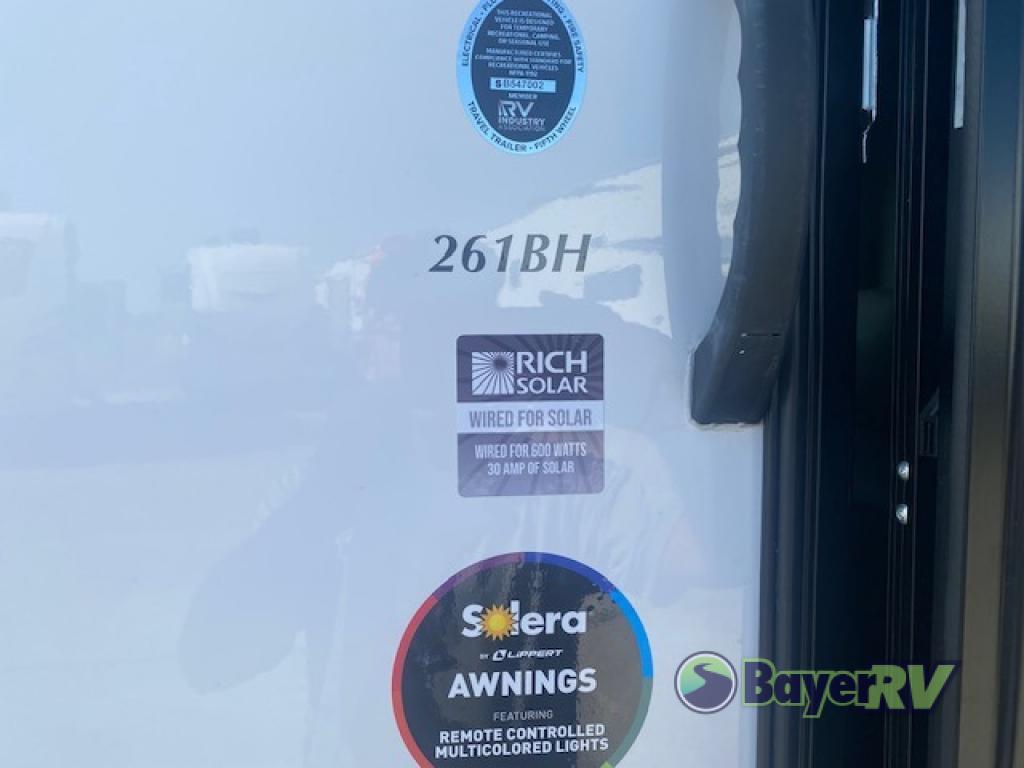 ELECTRICAL • PL
FIRE SAFETY
THIS RECREATIONAL
VEHICLE IS DESIGNED
FOR TEMPORARY
RECREATIONAL, CAMPING,
OR SEASONAL USE
MANUFACTURER CERTIFIES
COMPLIANCE WITH STANDARD FOR
RECREATIONAL VEHICLES
NFPA 1192
MEMBER
RV
INDUSTRY
ASSOCIATION
TRAVEL TRAILER • FIFTH WHEEL
261BH
RICH
SOLAR
WIRED FOR SOLAR
WIRED FOR 600 WATTS
30 AMP OF SOLAR
Solera
BY LIPPERT
AWNINGS
FEATURING
REMOTE CONTROLLED
MULTICOLORED LIGHTS
BayerRV